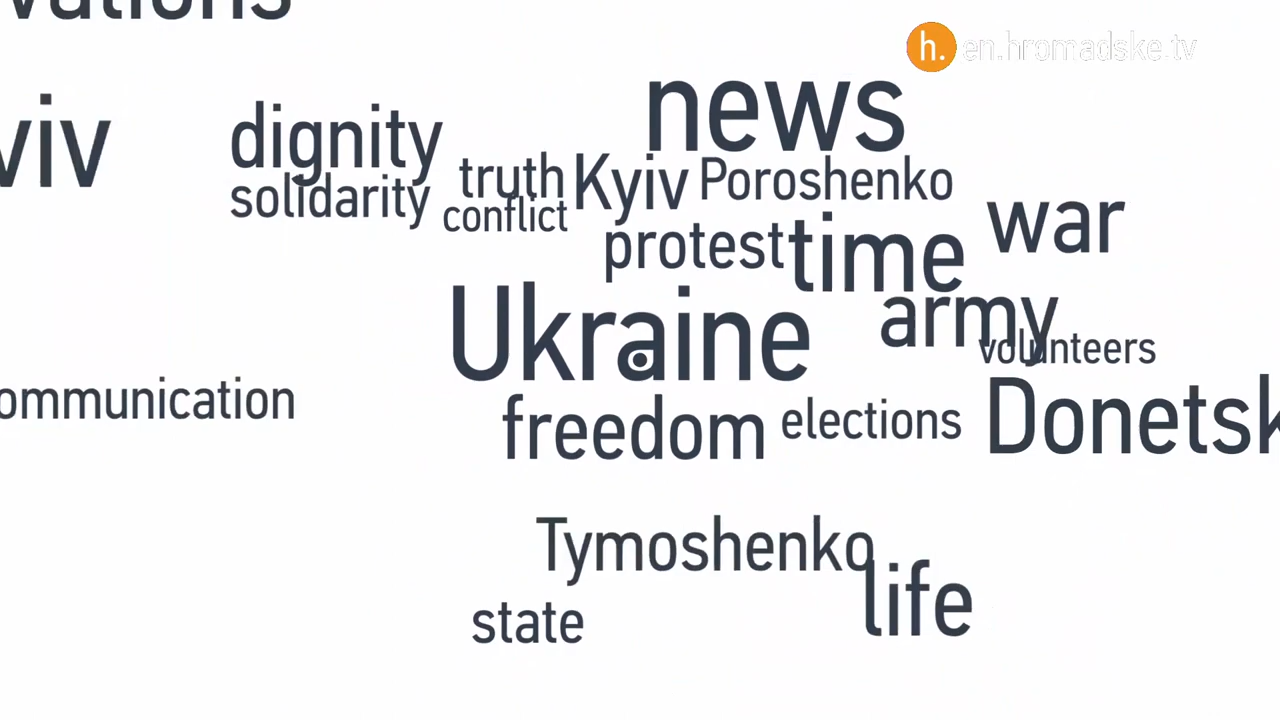 vations
h. en.hromadske.tv
news
viv
dignity
truth
Kyiv
Poroshenko
solidarity
conflict
war
protest
time
army
Ukraine
volunteers
ommunication
freedom
elections
Donetsk
Tymoshenko
life
state